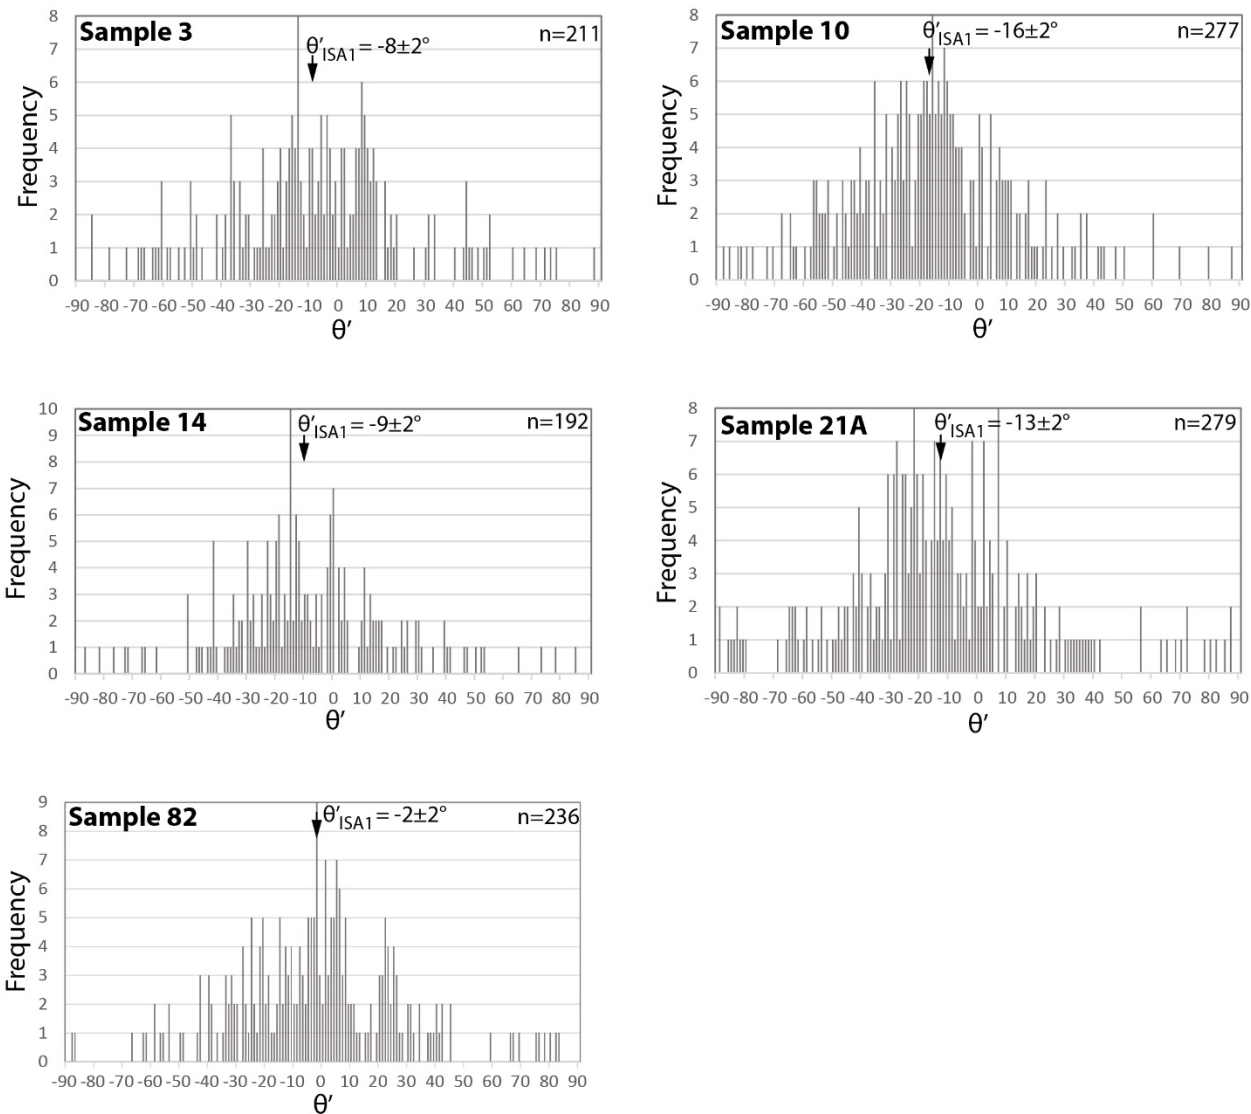 Sample 3
n=211
θ′ISA1 = -8±2°
8
7
6
5
4
3
2
1
0
Frequency
-90 -80 -70 -60 -50 -40 -30 -20 -10 0 10 20 30 40 50 60 70 80 90
θ′
Sample 10
n=277
θ′ISA1 = -16±2°
8
7
6
5
4
3
2
1
0
Frequency
-90 -80 -70 -60 -50 -40 -30 -20 -10 0 10 20 30 40 50 60 70 80 90
θ′
Sample 14
n=192
θ′ISA1 = -9±2°
10
9
8
7
6
5
4
3
2
1
0
Frequency
-90 -80 -70 -60 -50 -40 -30 -20 -10 0 10 20 30 40 50 60 70 80 90
θ′
Sample 21A
n=279
θ′ISA1 = -13±2°
8
7
6
5
4
3
2
1
0
Frequency
-90 -80 -70 -60 -50 -40 -30 -20 -10 0 10 20 30 40 50 60 70 80 90
θ′
Sample 82
n=236
θ′ISA1 = -2±2°
9
8
7
6
5
4
3
2
1
0
Frequency
-90 -80 -70 -60 -50 -40 -30 -20 -10 0 10 20 30 40 50 60 70 80 90
θ′